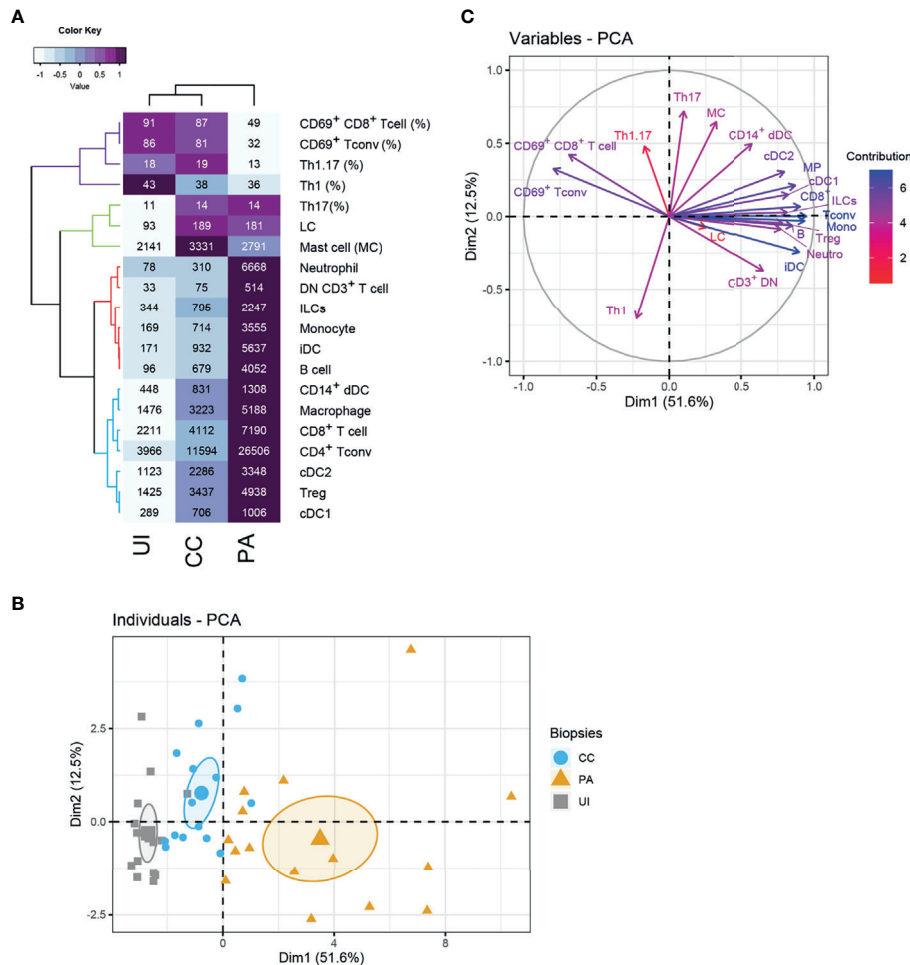 A
Color Key
-1 -0.5 0 0.5 1
Value
91 87 49 CD69+ CD8+ Tcell (%)
86 81 32 CD69+ Tconv (%)
18 19 13 Th1.17 (%)
43 38 36 Th1 (%)
11 14 14 Th17(%)
93 189 181 LC
2141 3331 2791 Mast cell (MC)
78 310 6668 Neutrophil
33 75 514 DN CD3+ T cell
344 796 2247 ILCs
169 714 3555 Monocyte
171 932 5637 iDC
96 679 4052 B cell
448 831 1308 CD14+ dDC
1476 3223 5188 Macrophage
2211 4112 7190 CD8+ T cell
3966 11594 26506 CD4+ Tconv
1123 2286 3348 cDC2
1425 3437 4938 Treg
289 706 1006 cDC1
UI CC PA
C
Variables - PCA
1.0
0.5
0.0
-0.5
-1.0
Dim2 (12.5%)
Th17
MC
Th1.17
CD14+ dDC
CD69+ CD8+ T cell
cDC2
MP
cDC1
CD69+ Tconv
CD8
ILCs
Tconv
Mono
LC
B
Treg
Neutro
iDC
CD3+ DN
Th1
-1.0 -0.5 0.0 0.5 1.0
Dim1 (51.6%)
Contribution
6
4
2
B
Individuals - PCA
2.5
0.0
-2.5
Dim2 (12.5%)
0 4 8
Dim1 (51.6%)
Biopsies
CC
PA
UI